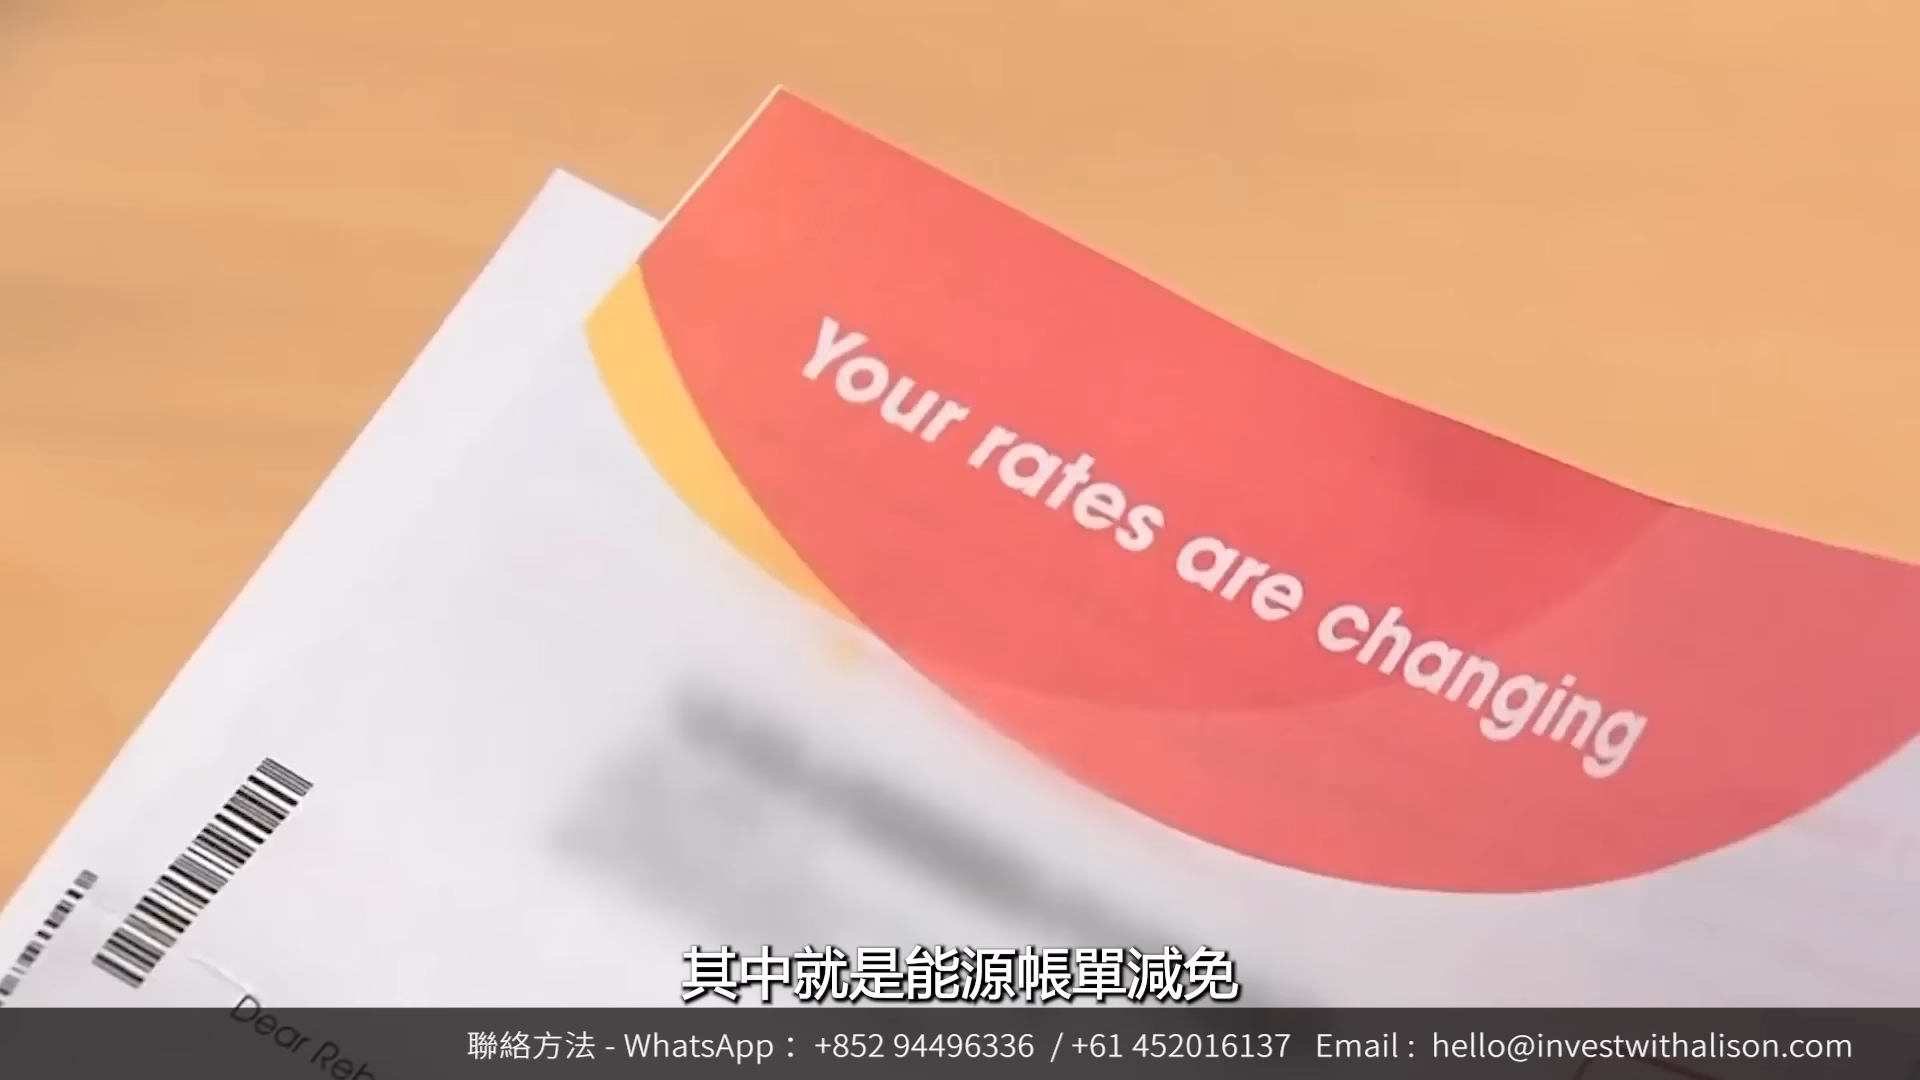 Your rates are changing
Dear Reb
其中就是能源帳單減免
聯絡方法 - WhatsApp： +852 94496336 / +61 452016137 Email : hello@investwithalison.com